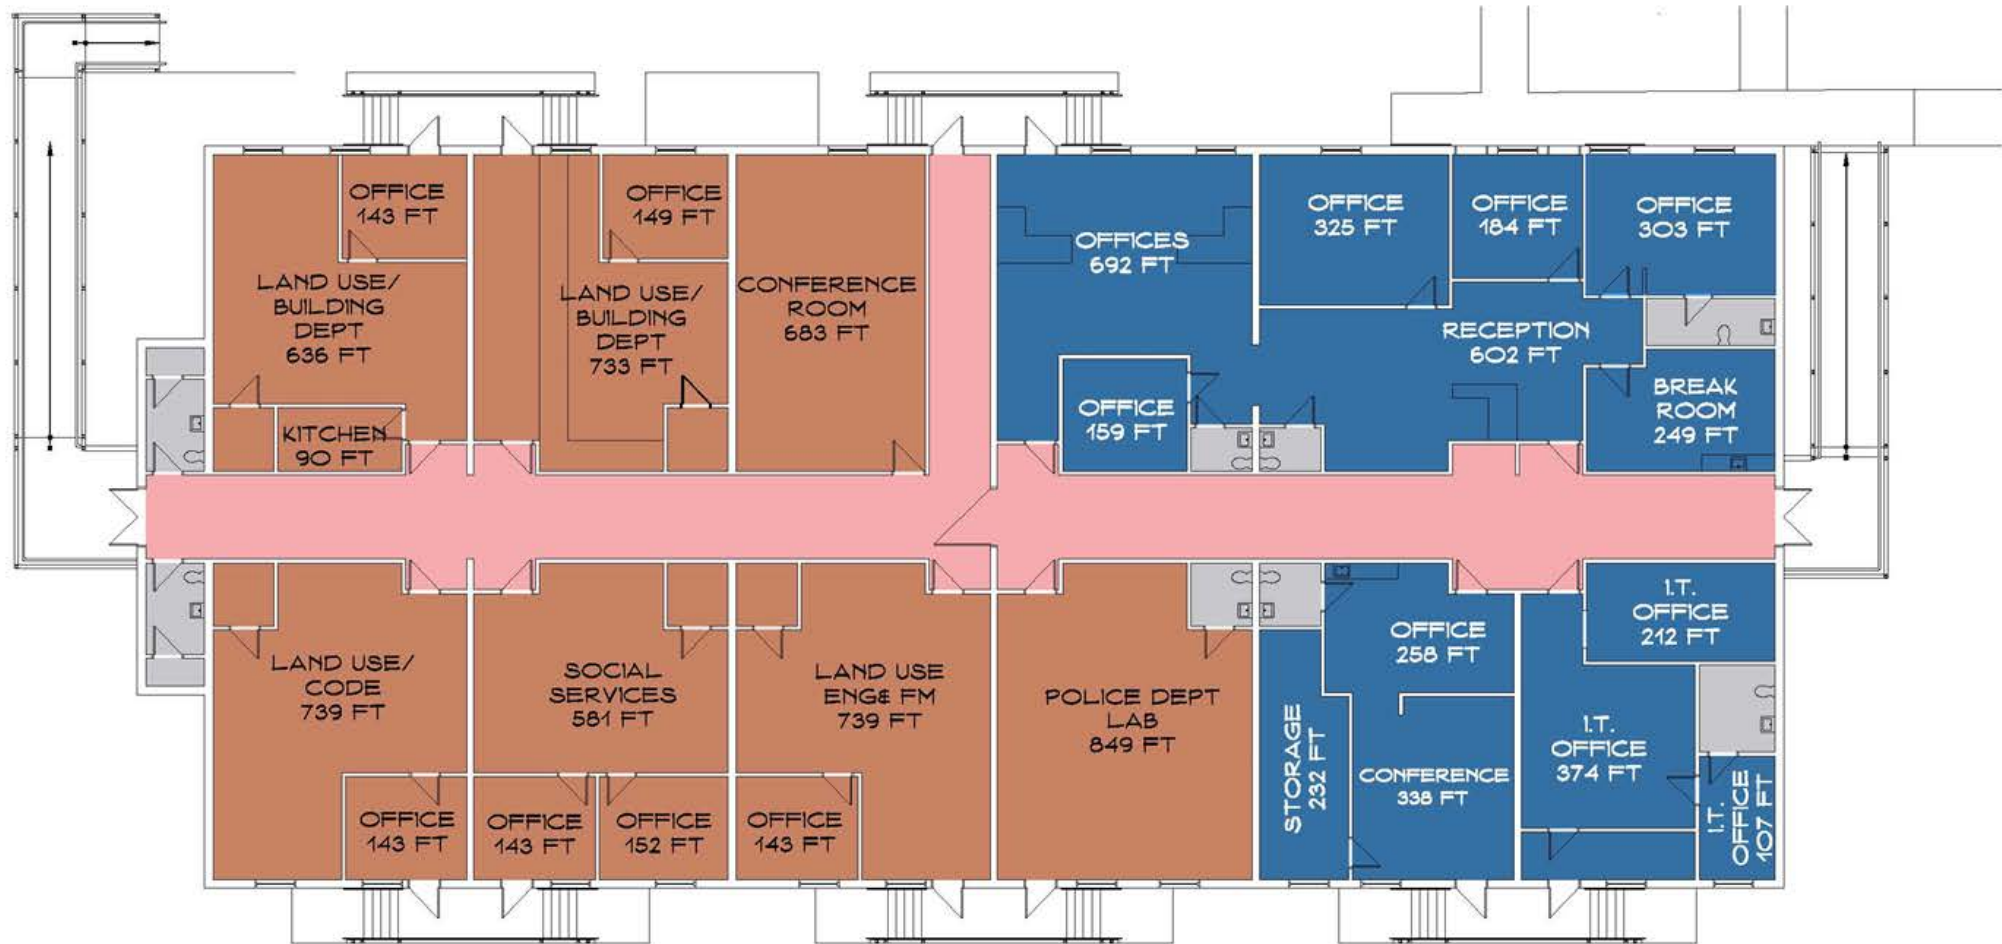 OFFICE
143 FT
LAND USE/
BUILDING
DEPT
636 FT
KITCHEN
90 FT
OFFICE
149 FT
LAND USE/
BUILDING
DEPT
733 FT
CONFERENCE
ROOM
683 FT
OFFICES
692 FT
OFFICE
159 FT
OFFICE
325 FT
OFFICE
184 FT
OFFICE
303 FT
RECEPTION
602 FT
BREAK
ROOM
249 FT
LAND USE/
CODE
739 FT
OFFICE
143 FT
SOCIAL
SERVICES
581 FT
OFFICE
143 FT
OFFICE
152 FT
LAND USE
ENG& FM
739 FT
OFFICE
143 FT
POLICE DEPT
LAB
849 FT
STORAGE
232 FT
OFFICE
258 FT
CONFERENCE
338 FT
I.T.
OFFICE
212 FT
I.T.
OFFICE
374 FT
I.T.
OFFICE
107 FT